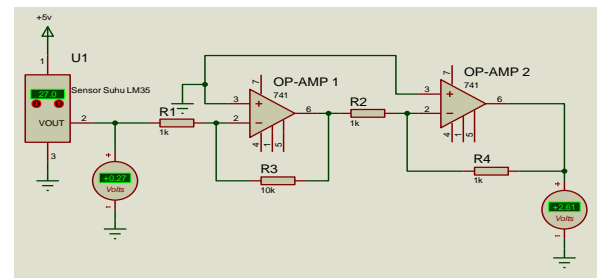 +5v
U1
1
27.0
Sensor Suhu LM35
VOUT
2
3
+0.27
Volts
R1
1k
OP-AMP 1
741
7
3
2
6
4
1
5
R3
10k
R2
1k
OP-AMP 2
741
7
3
2
6
4
1
5
R4
1k
+2.61
Volts